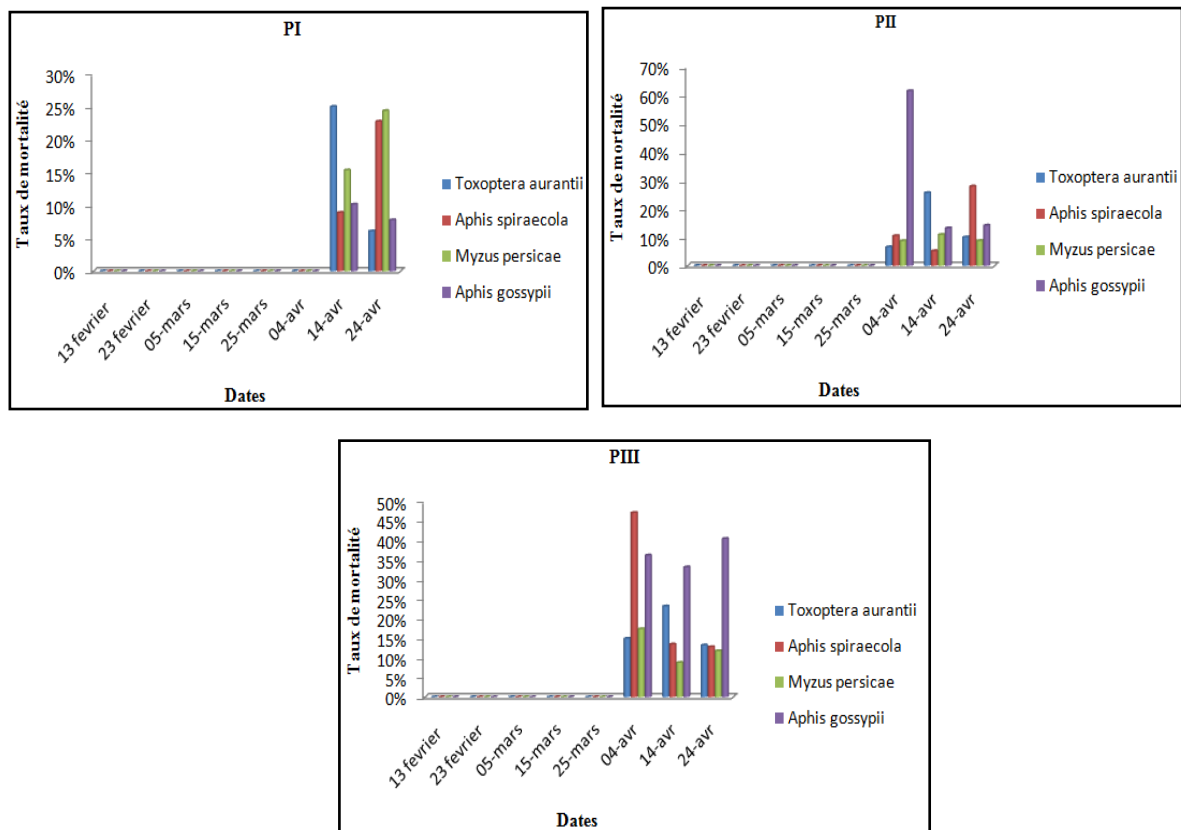 PI
Taux de mortalité
30%
25%
20%
15%
10%
5%
0%
13 fevrier
23 fevrier
05-mars
15-mars
25-mars
04-avr
14-avr
24-avr
Dates
Toxoptera aurantii
Aphis spiraecola
Myzus persicae
Aphis gossypii
PII
Taux de mortalité
70%
60%
50%
40%
30%
20%
10%
0%
13 fevrier
23 fevrier
05-mars
15-mars
25-mars
04-avr
14-avr
24-avr
Dates
Toxoptera aurantii
Aphis spiraecola
Myzus persicae
Aphis gossypii
PIII
Taux de mortalité
50%
45%
40%
35%
30%
25%
20%
15%
10%
5%
0%
13 fevrier
23 fevrier
05-mars
15-mars
25-mars
04-avr
14-avr
24-avr
Dates
Toxoptera aurantii
Aphis spiraecola
Myzus persicae
Aphis gossypii